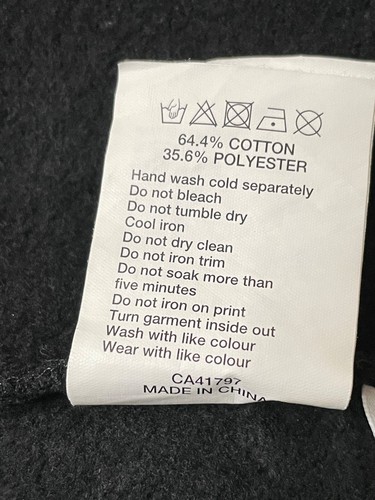 64.4% COTTON
35.6% POLYESTER
Hand wash cold separately
Do not bleach
Do not tumble dry
Cool iron
Do not dry clean
Do not iron trim
Do not soak more than
five minutes
Do not iron on print
Turn garment inside out
Wash with like colour
Wear with like colour
CA41797
MADE IN CHINA